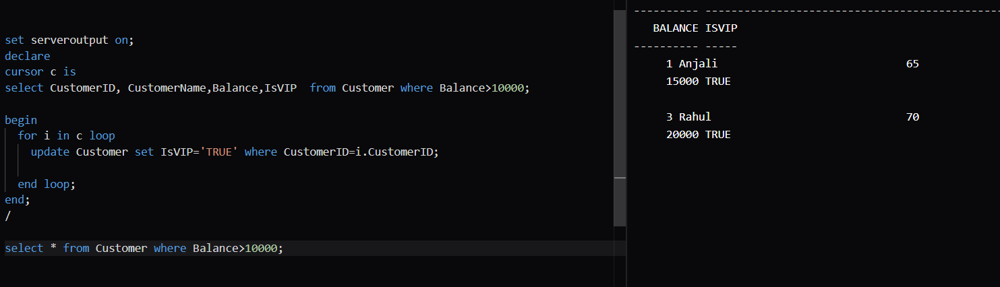 set serveroutput on;
declare
cursor c is
select CustomerID, CustomerName,Balance,IsVIP  from Customer where Balance>10000;
begin
for i in c loop
update Customer set IsVIP='TRUE' where CustomerID=i.CustomerID;
end loop;
end;
/
select * from Customer where Balance>10000;
---------- ----------------------------------------------
BALANCE ISVIP
---------- -----
1 Anjali 65
15000 TRUE
3 Rahul 70
20000 TRUE